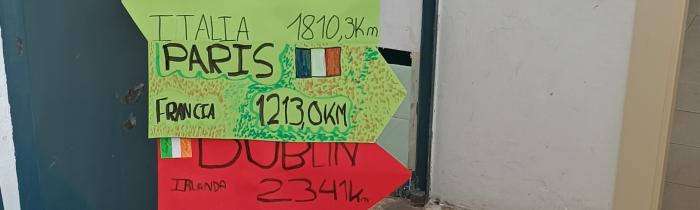 ITALIA 1810,3Km
PARIS
FRANCIA 1213,0KM
DUBLIN
IRLANDA 2341Km